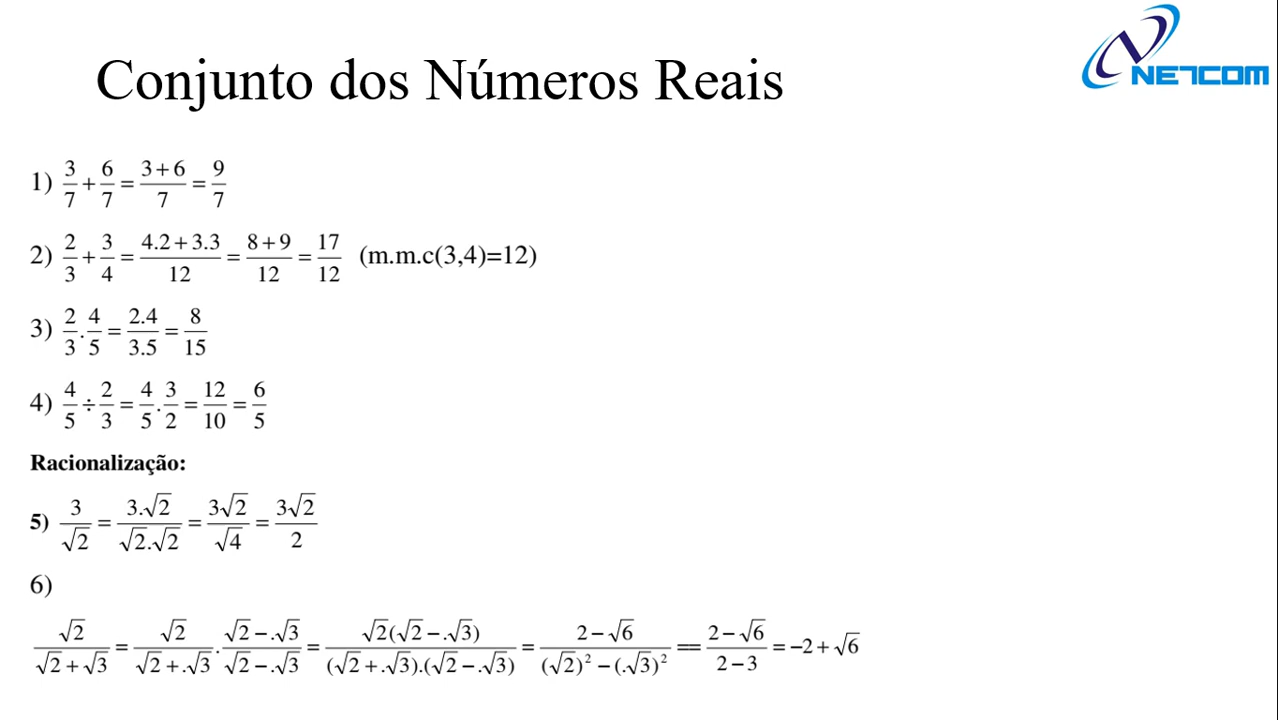 NETCOM
Conjunto dos Números Reais
1) 3/7 + 6/7 = (3+6)/7 = 9/7
2) 2/3 + 3/4 = (4.2+3.3)/12 = (8+9)/12 = 17/12 (m.m.c(3,4)=12)
3) 2/3 . 4/5 = 2.4/3.5 = 8/15
4) 4/5 ÷ 2/3 = 4/5 . 3/2 = 12/10 = 6/5
Racionalização:
5) 3/√2 = 3.√2/√2.√2 = 3√2/√4 = 3√2/2
6)
√2/(√2+√3) = √2/(√2+.√3) . (√2-.√3)/(√2-.√3) = √2(√2-.√3)/(√2+.√3).(√2-.√3) = (2-√6)/((√2)²-(.√3)²) == (2-√6)/(2-3) = -2+√6